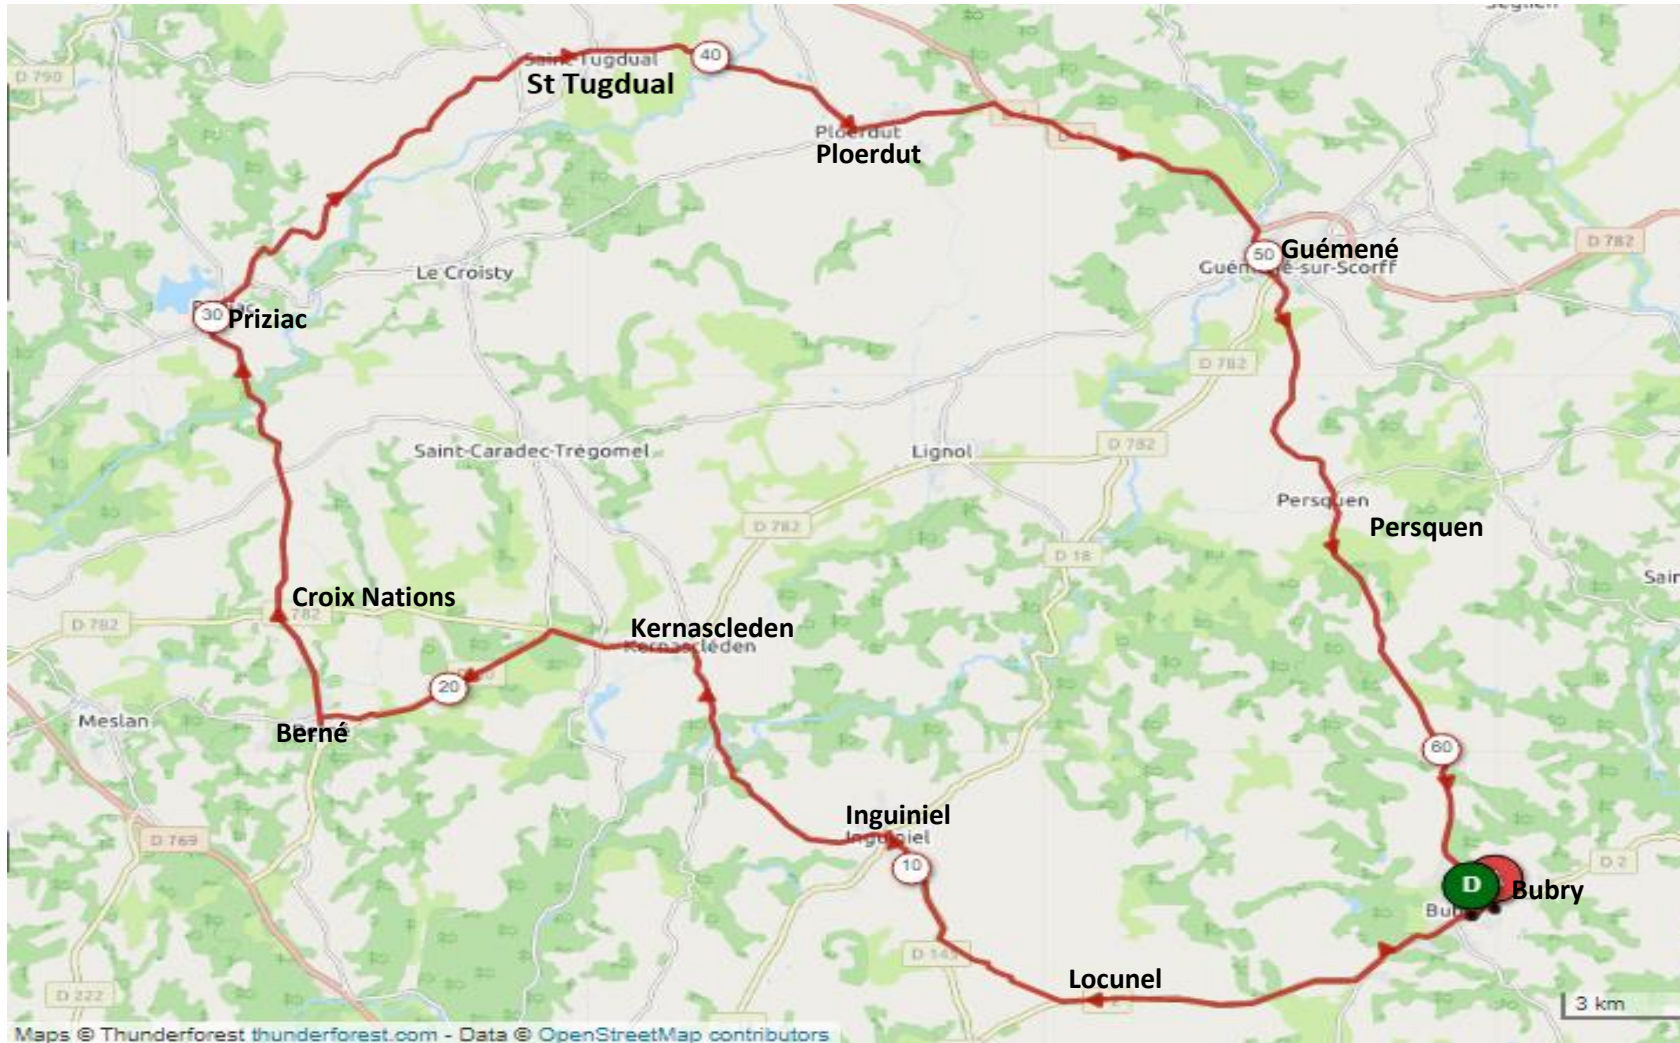 D 790
Saint-Tugdual
40
St Tugdual
Ploerdut
Ploerdut
D 782
Guémené
50
Guémené-sur-Scorff
Le Croisty
30
Priziac
D 782
D 782
Saint-Caradec-Trégomel
Lignol
Persquen
D 782
Persquen
D 18
Croix Nations
D 782
782
Kernascleden
Kernascléden
20
Meslan
Berné
60
Inguiniel
Inguiniel
D 769
10
D 2
D
Bubry
D 222
Locunel
3 km
Maps © Thunderforest thunderforest.com - Data © OpenStreetMap contributors